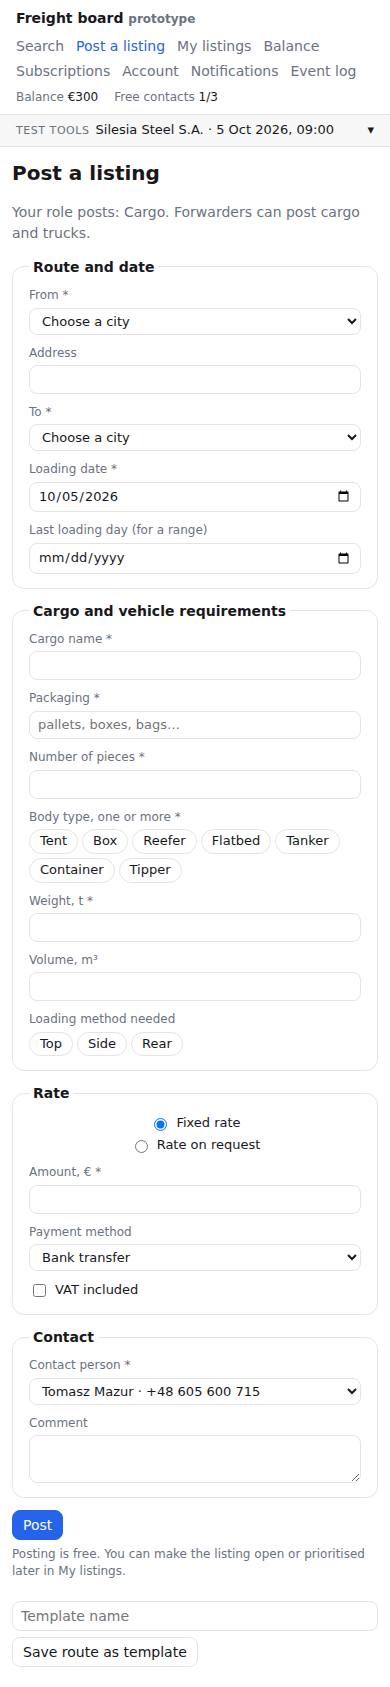 Freight board prototype
Search Post a listing My listings Balance
Subscriptions Account Notifications Event log
Balance €300 Free contacts 1/3
TEST TOOLS Silesia Steel S.A. · 5 Oct 2026, 09:00 ▼
Post a listing
Your role posts: Cargo. Forwarders can post cargo
and trucks.
Route and date
From *
Choose a city
Address
To *
Choose a city
Loading date *
10/05/2026
Last loading day (for a range)
mm/dd/yyyy
Cargo and vehicle requirements
Cargo name *
Packaging *
pallets, boxes, bags...
Number of pieces *
Body type, one or more *
Tent Box Reefer Flatbed Tanker
Container Tipper
Weight, t *
Volume, m³
Loading method needed
Top Side Rear
Rate
Fixed rate
Rate on request
Amount, € *
Payment method
Bank transfer
VAT included
Contact
Contact person *
Tomasz Mazur · +48 605 600 715
Comment
Post
Posting is free. You can make the listing open or prioritised
later in My listings.
Template name
Save route as template